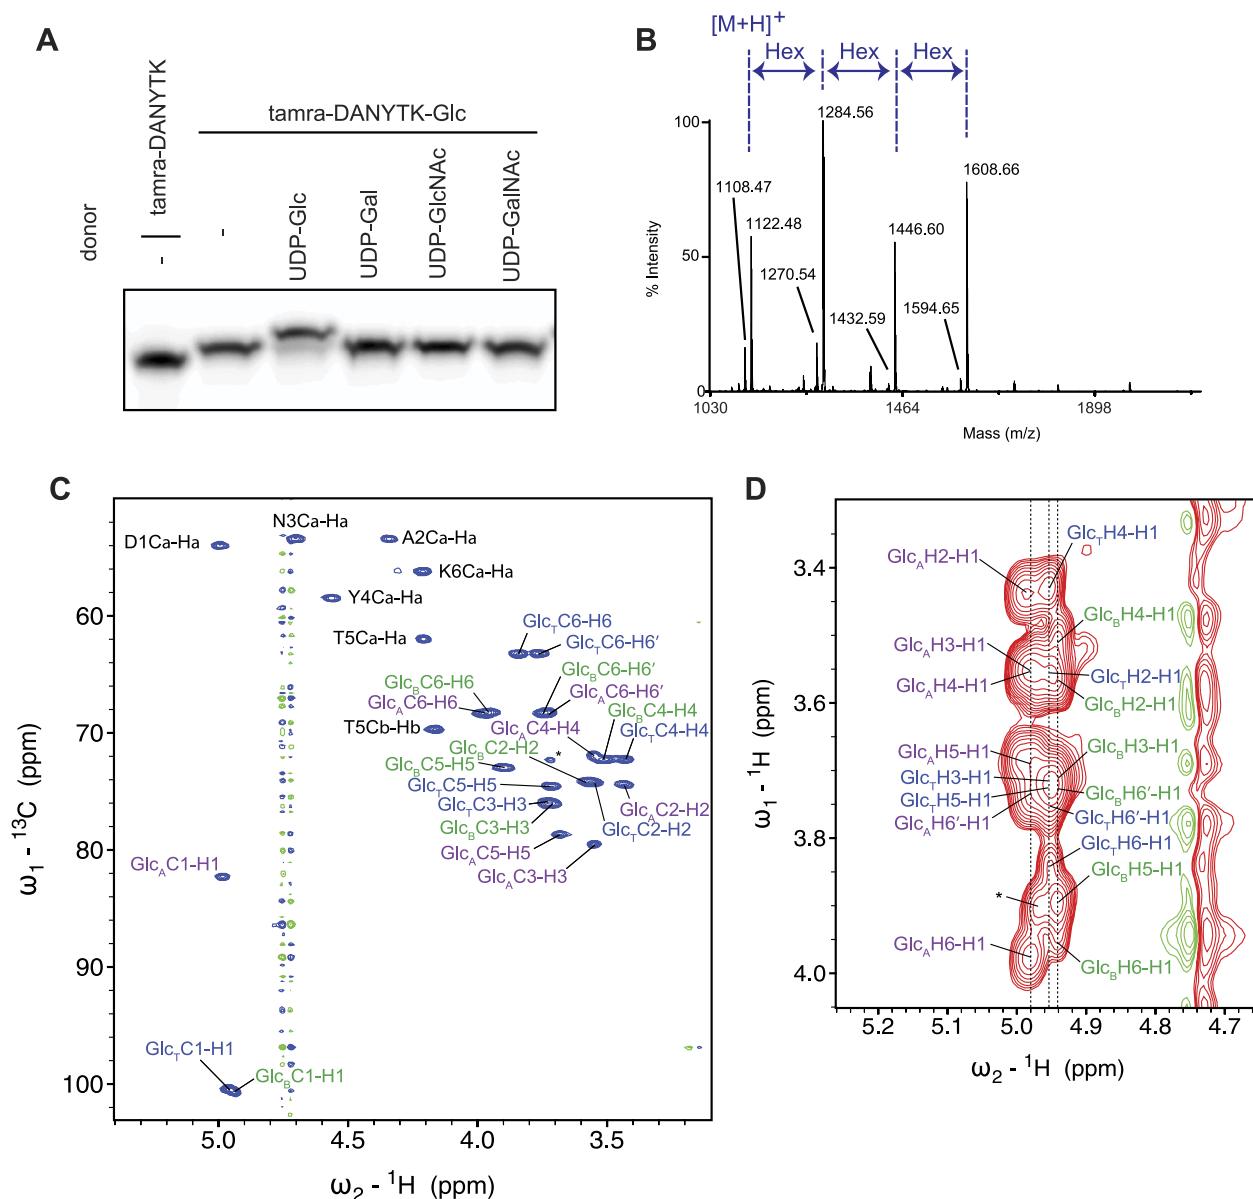 A
tamra-DANYTK
tamra-DANYTK-Glc
donor
-
-
UDP-Glc
UDP-Gal
UDP-GlcNAc
UDP-GalNAc
B
[M+H]+
Hex
Hex
Hex
1284.56
1608.66
1108.47
1122.48
1446.60
1270.54
1432.59
1594.65
100
50
0
% Intensity
1030
1464
1898
Mass (m/z)
C
N3Ca-Ha
D1Ca-Ha
A2Ca-Ha
K6Ca-Ha
Y4Ca-Ha
T5Ca-Ha
GlcTC6-H6
GlcTC6-H6′
GlcBC6-H6
GlcBC6-H6′
GlcAC6-H6
GlcAC6-H6′
GlcAC4-H4
GlcBC4-H4
T5Cb-Hb
GlcBC2-H2
*
GlcTC4-H4
GlcBC5-H5
GlcTC5-H5
GlcTC3-H3
GlcAC2-H2
GlcBC3-H3
GlcTC2-H2
GlcAC5-H5
GlcAC3-H3
GlcAC1-H1
GlcTC1-H1
GlcBC1-H1
60
70
80
90
100
ω1 - 13C (ppm)
5.0
4.5
4.0
3.5
ω2 - 1H (ppm)
D
GlcTH4-H1
GlcAH2-H1
GlcBH4-H1
GlcAH3-H1
GlcTH2-H1
GlcAH4-H1
GlcBH2-H1
GlcAH5-H1
GlcBH3-H1
GlcTH3-H1
GlcBH6′-H1
GlcTH5-H1
GlcAH6′-H1
GlcTH6′-H1
GlcTH6-H1
GlcBH5-H1
*
GlcAH6-H1
GlcBH6-H1
3.4
3.6
3.8
4.0
ω1 - 1H (ppm)
5.2
5.1
5.0
4.9
4.8
4.7
ω2 - 1H (ppm)